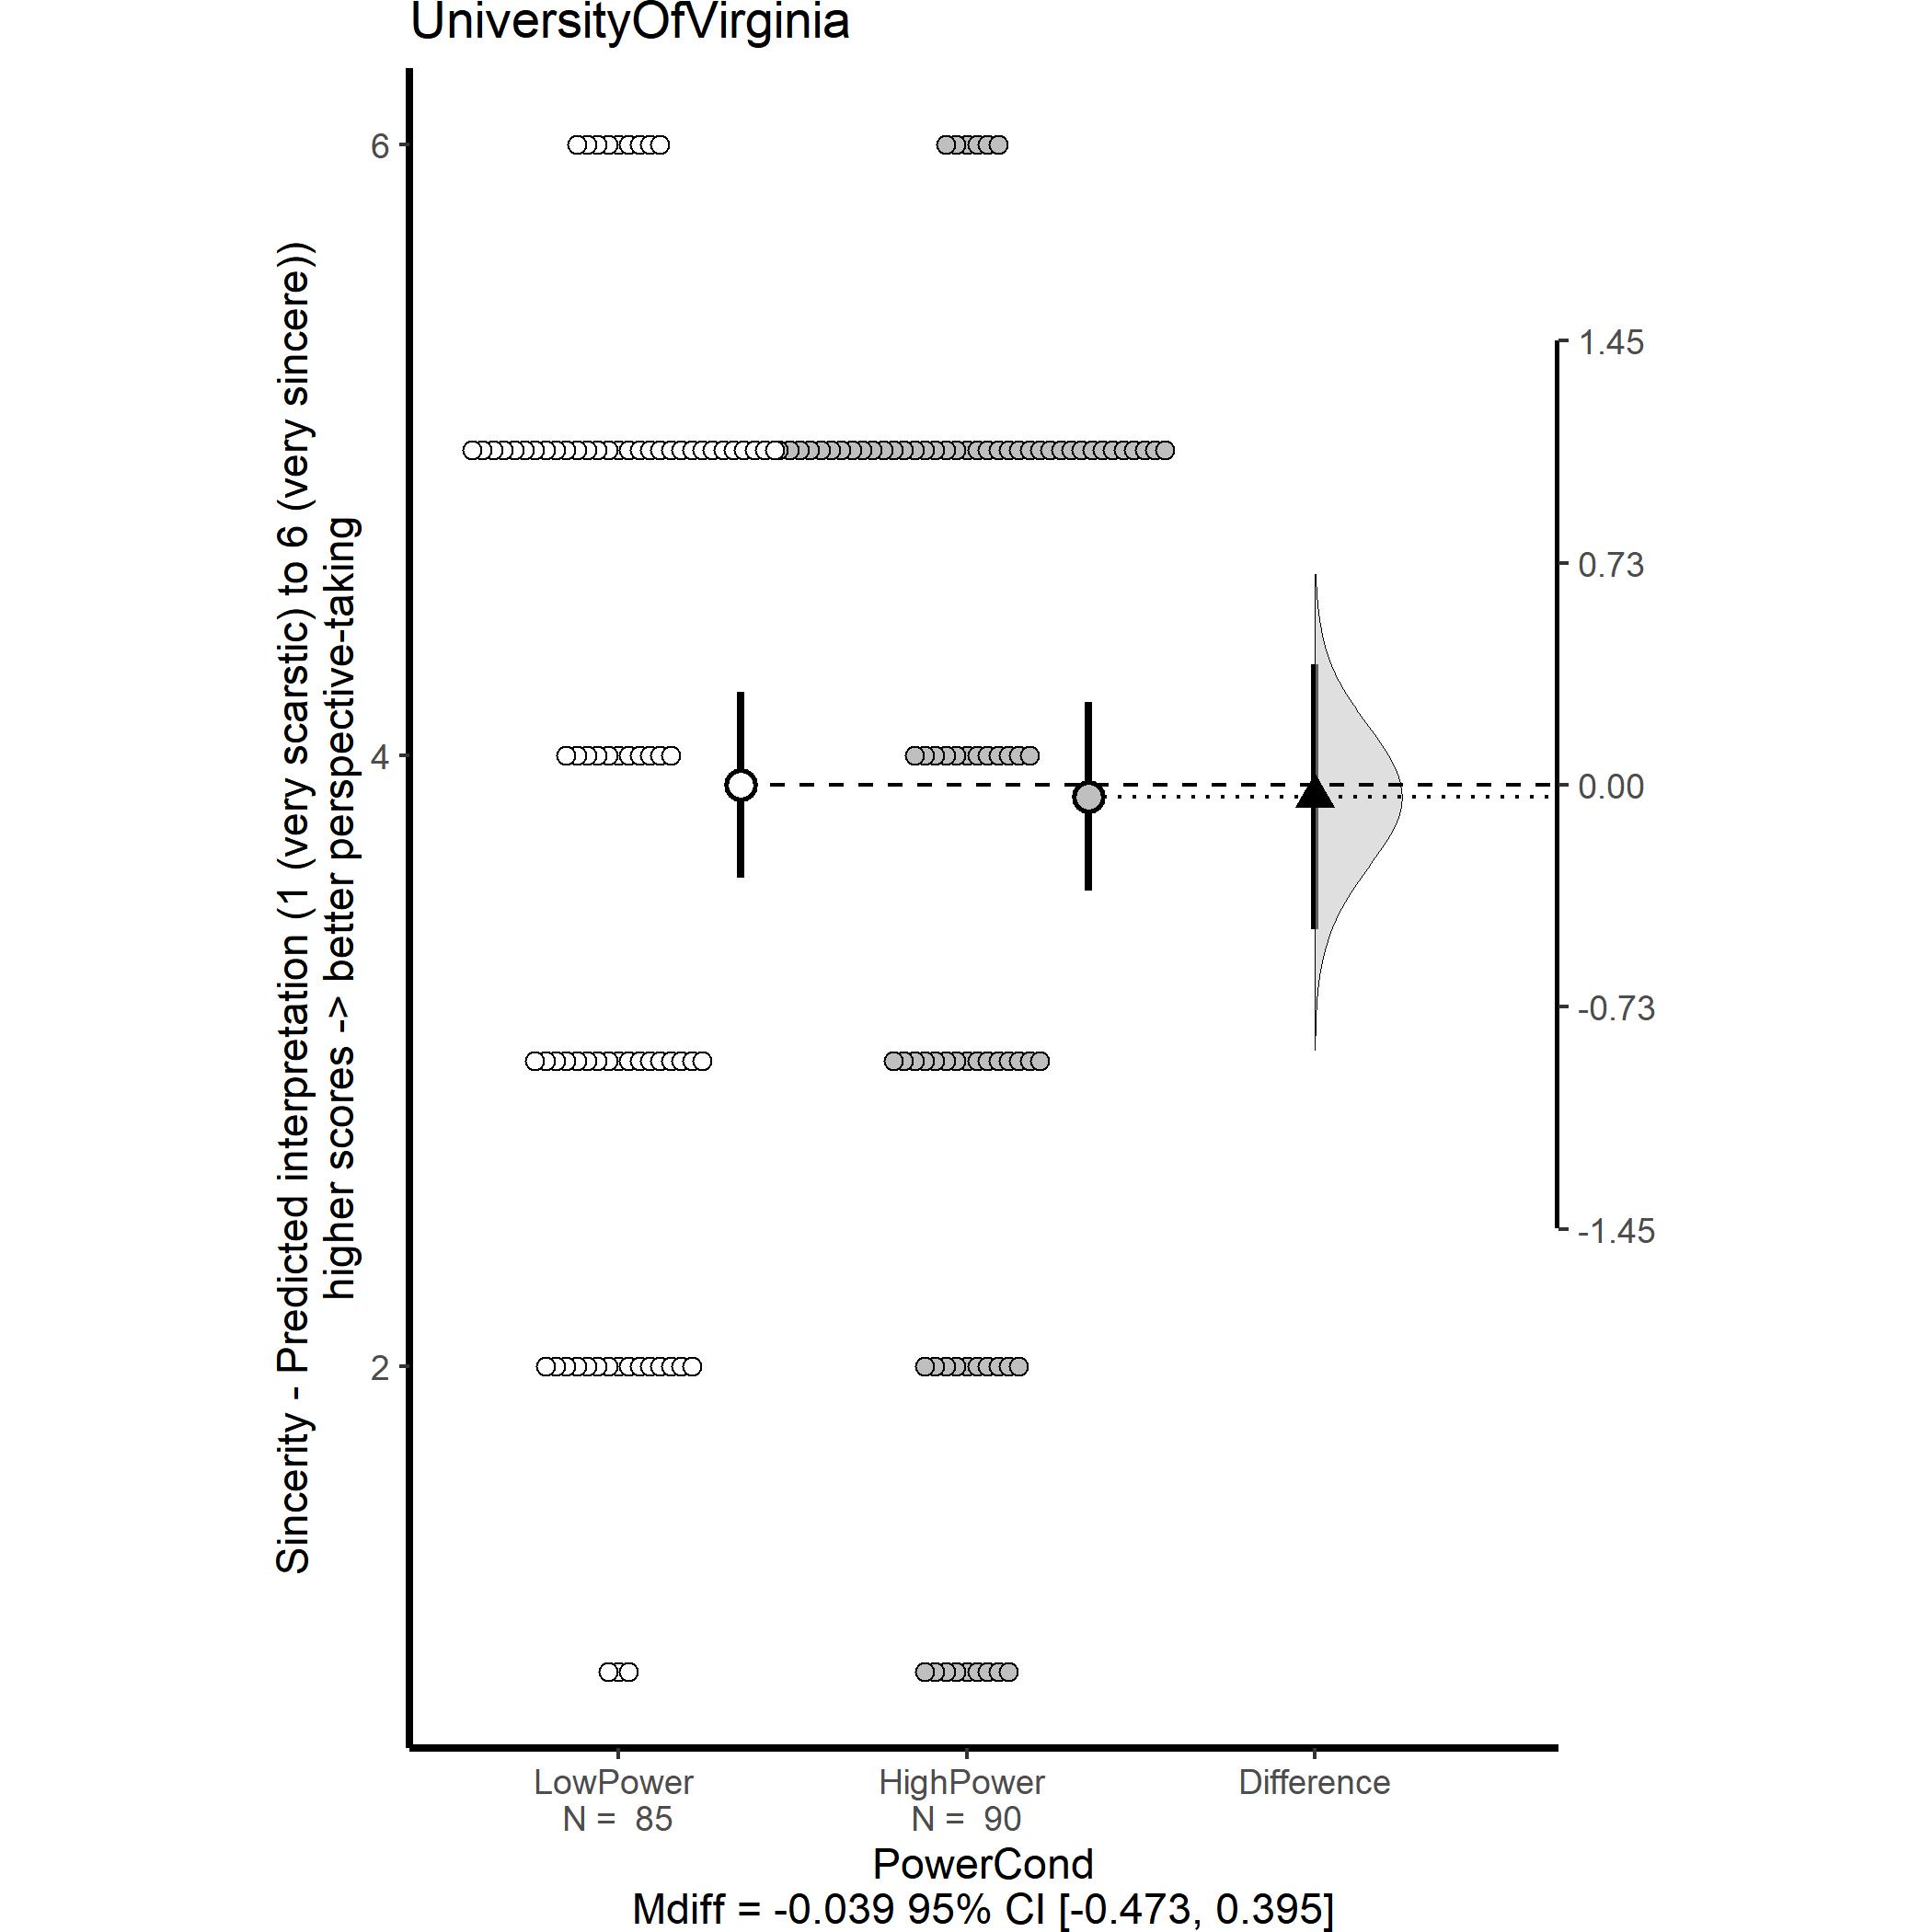 UniversityOfVirginia
Sincerity - Predicted interpretation (1 (very scarstic) to 6 (very sincere))
higher scores -> better perspective-taking
6
4
2
1.45
0.73
0.00
-0.73
-1.45
LowPower
N =  85
HighPower
N =  90
Difference
PowerCond
Mdiff = -0.039 95% CI [-0.473, 0.395]